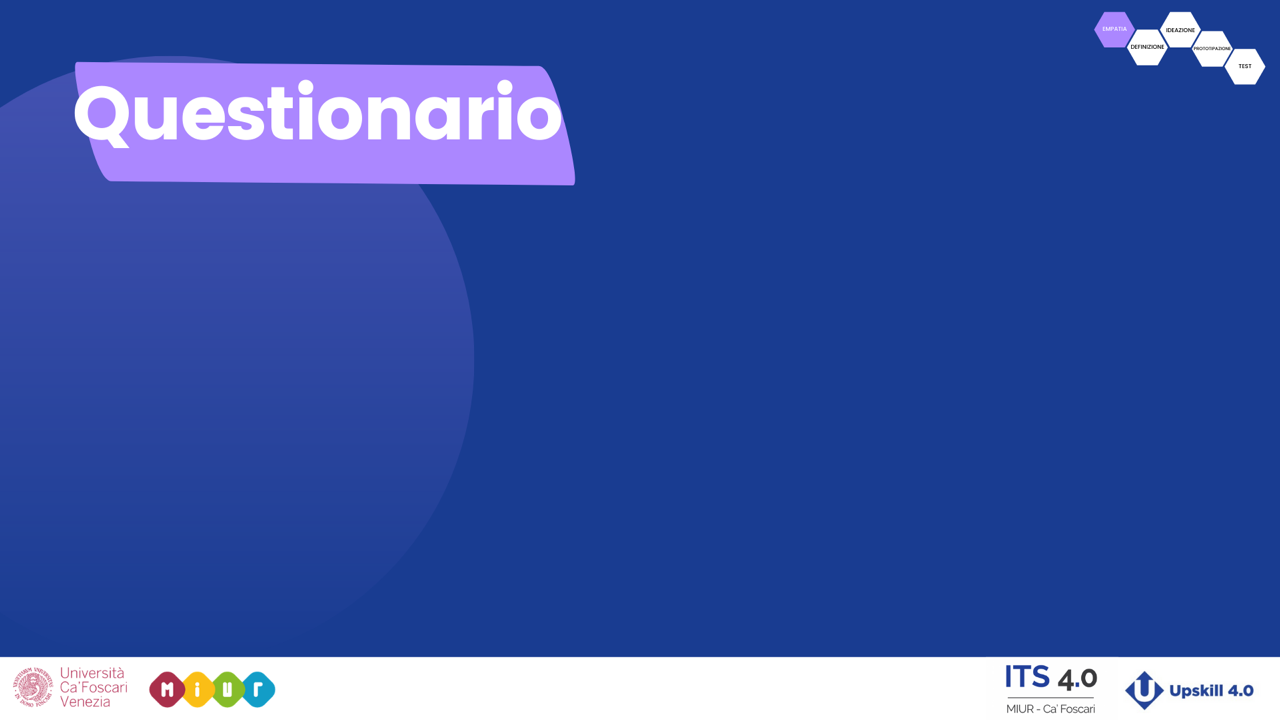 EMPATIA
DEFINIZIONE
IDEAZIONE
PROTOTIPAZIONE
TEST
Questionario
Università
Ca'Foscari
Venezia
MiUr
ITS 4.0
MIUR - Ca' Foscari
Upskill 4.0